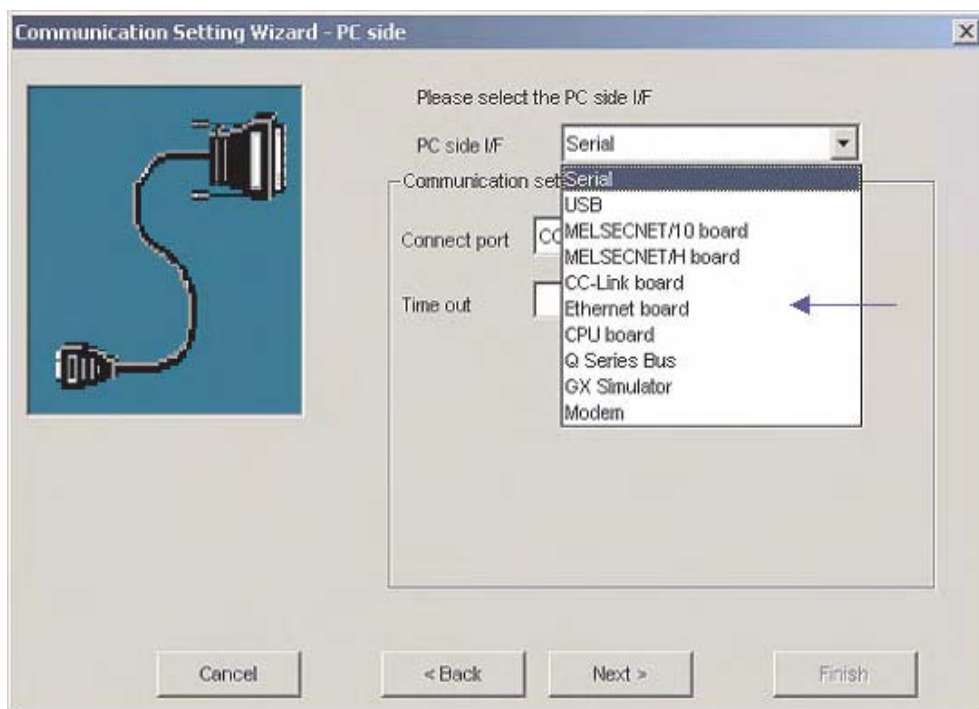 Communication Setting Wizard - PC side
Please select the PC side I/F
PC side I/F
Serial
Communication set
Serial
USB
MELSECNET/10 board
MELSECNET/H board
CC-Link board
Ethernet board
CPU board
Q Series Bus
GX Simulator
Modem
Connect port
CO
Time out
Cancel
< Back
Next >
Finish